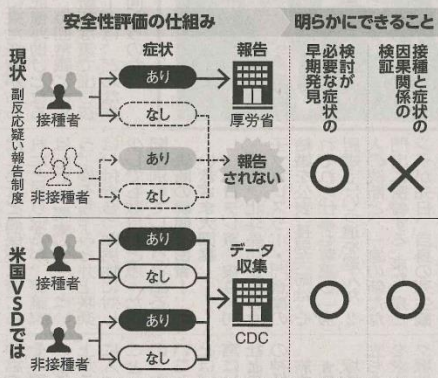 安全性評価の仕組み
明らかにできること
症状
報告
検討が
必要な症状の
早期発見
接種と症状の
因果関係の
検証
現状
副反応疑い報告制度
接種者
あり
なし
厚労省
非接種者
あり
なし
報告
されない
米国VSDでは
接種者
あり
なし
非接種者
あり
なし
データ
収集
CDC